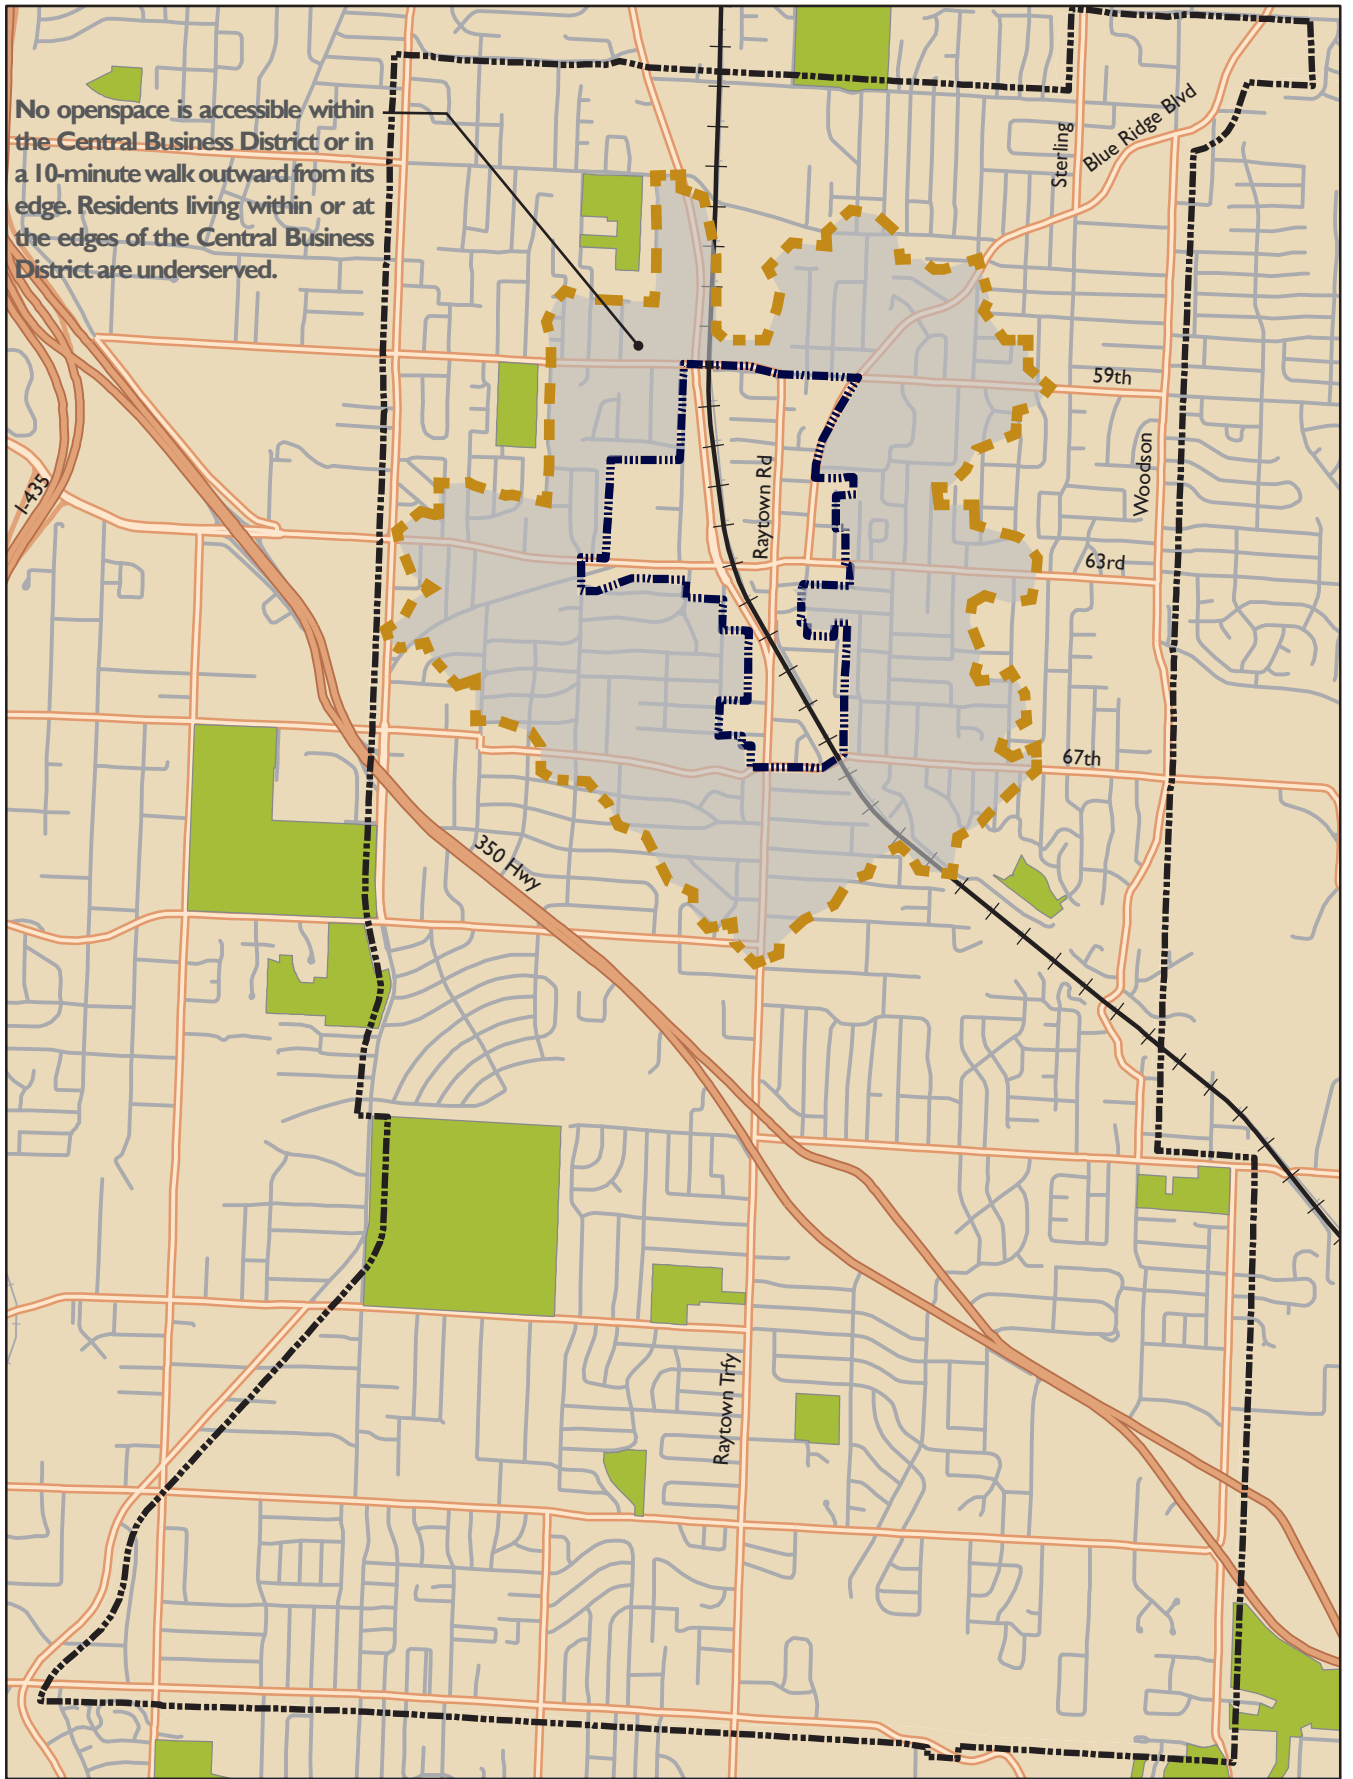 No openspace is accessible within
the Central Business District or in
a 10-minute walk outward from its
edge. Residents living within or at
the edges of the Central Business
District are underserved.
Sterling
Blue Ridge Blvd
59th
Woodson
I-435
Raytown Rd
63rd
67th
350 Hwy
Raytown Trfy